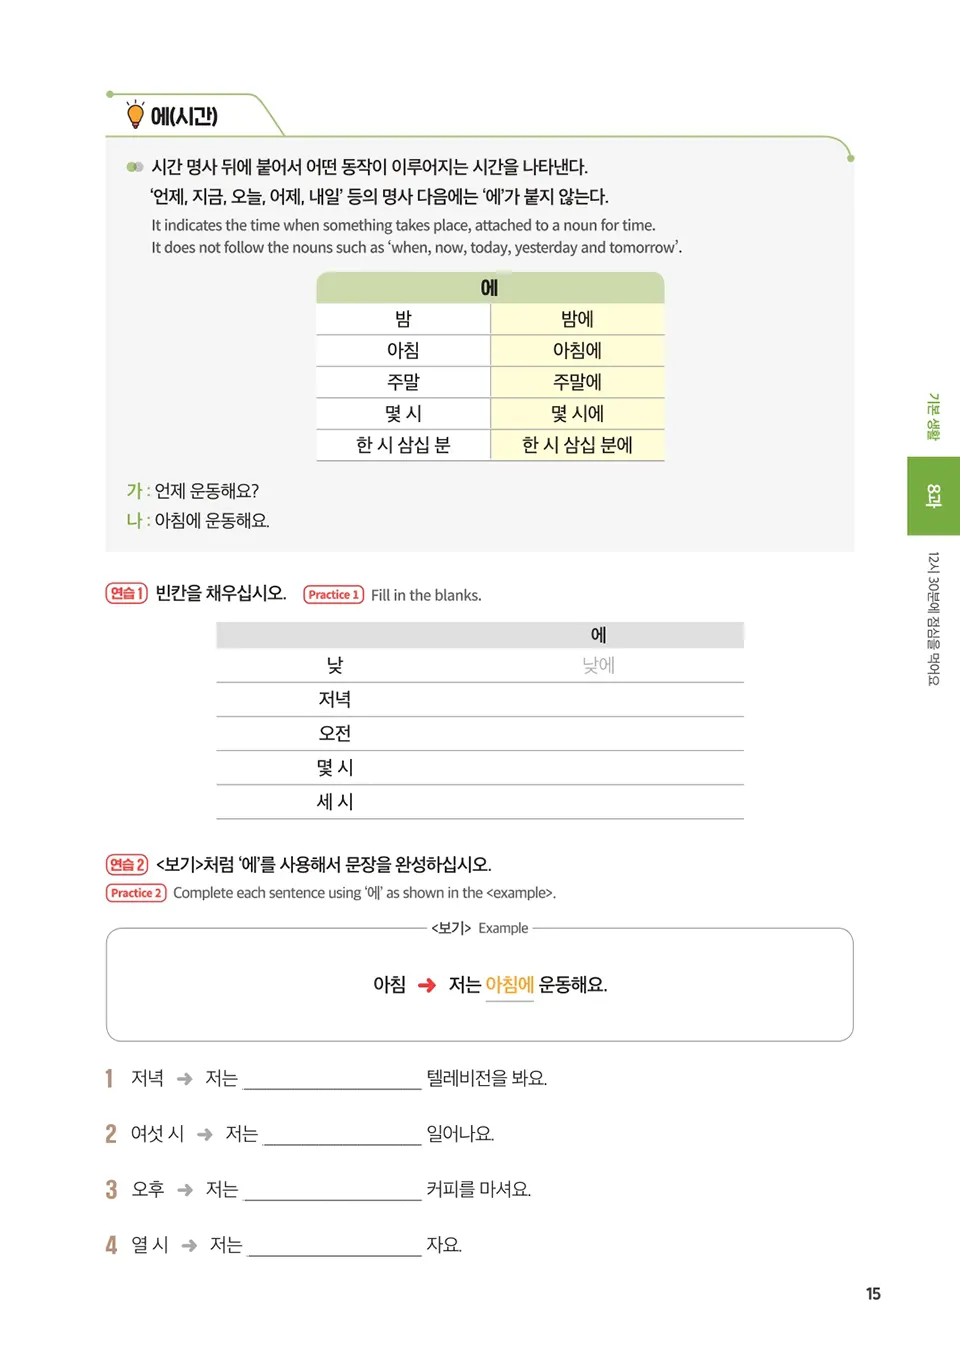 에(시간)
시간 명사 뒤에 붙어서 어떤 동작이 이루어지는 시간을 나타낸다.
‘언제, 지금, 오늘, 어제, 내일’ 등의 명사 다음에는 ‘에’가 붙지 않는다.
It indicates the time when something takes place, attached to a noun for time.
It does not follow the nouns such as ‘when, now, today, yesterday and tomorrow’.
에
밤 밤에
아침 아침에
주말 주말에
몇 시 몇 시에
한 시 삼십 분 한 시 삼십 분에
가 : 언제 운동해요?
나 : 아침에 운동해요.
연습 1 빈칸을 채우십시오. Practice 1 Fill in the blanks.
에
낮 낮에
저녁
오전
몇 시
세 시
연습 2 <보기>처럼 ‘에’를 사용해서 문장을 완성하십시오.
Practice 2 Complete each sentence using ‘에’ as shown in the <example>.
<보기> Example
아침 ➜ 저는 아침에 운동해요.
1 저녁 ➜ 저는 ____________ 텔레비전을 봐요.
2 여섯 시 ➜ 저는 ____________ 일어나요.
3 오후 ➜ 저는 ____________ 커피를 마셔요.
4 열 시 ➜ 저는 ____________ 자요.
기본 생활
8과
12시 30분에 점심을 먹어요
15